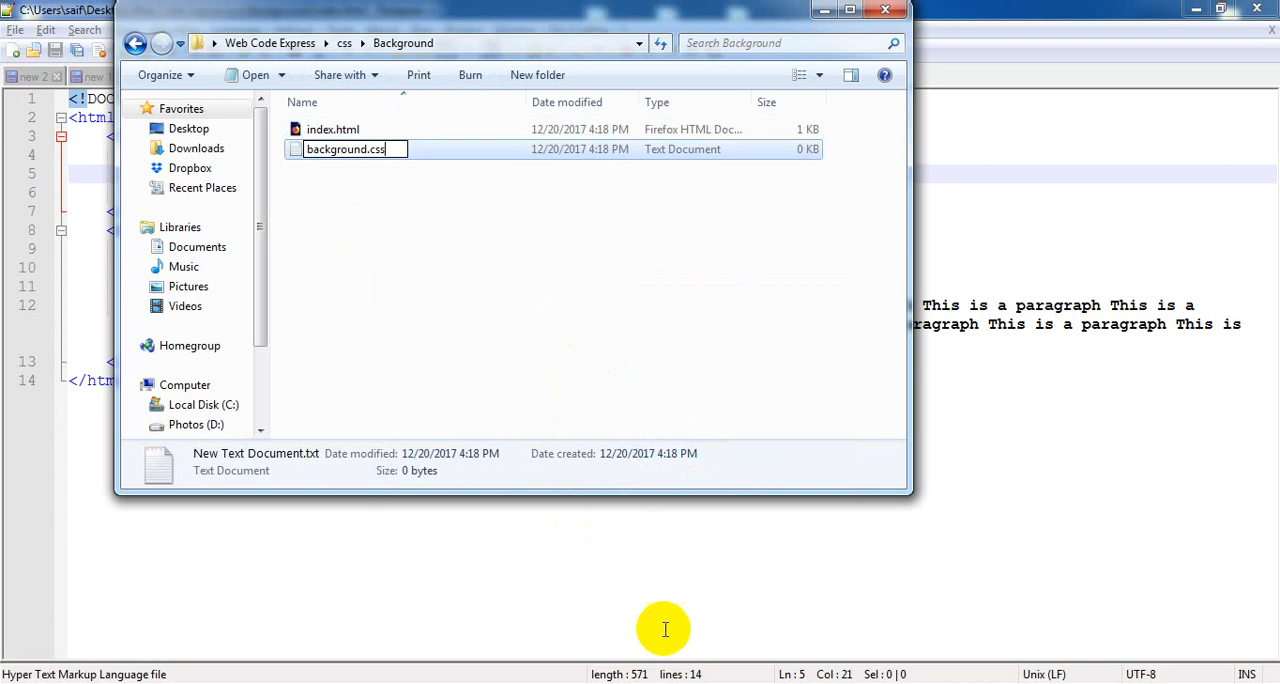 C:\Users\saif\Desktop
File Edit Search
new 2 new 1
Web Code Express css Background Search Background
Organize Open Share with Print Burn New folder
Name Date modified Type Size
index.html 12/20/2017 4:18 PM Firefox HTML Doc... 1 KB
background.css 12/20/2017 4:18 PM Text Document 0 KB
Favorites
Desktop
Downloads
Dropbox
Recent Places
Libraries
Documents
Music
Pictures
Videos
Homegroup
Computer
Local Disk (C:)
Photos (D:)
New Text Document.txt Date modified: 12/20/2017 4:18 PM Date created: 12/20/2017 4:18 PM
Text Document Size: 0 bytes
1 <!DOC
2 <html
3 <
4
5
6
7 <
8 <
9
10
11
12 This is a paragraph This is a
ragraph This is a paragraph This is
13 <
14 </htm
Hyper Text Markup Language file length : 571 lines : 14 Ln : 5 Col : 21 Sel : 0 | 0 Unix (LF) UTF-8 INS